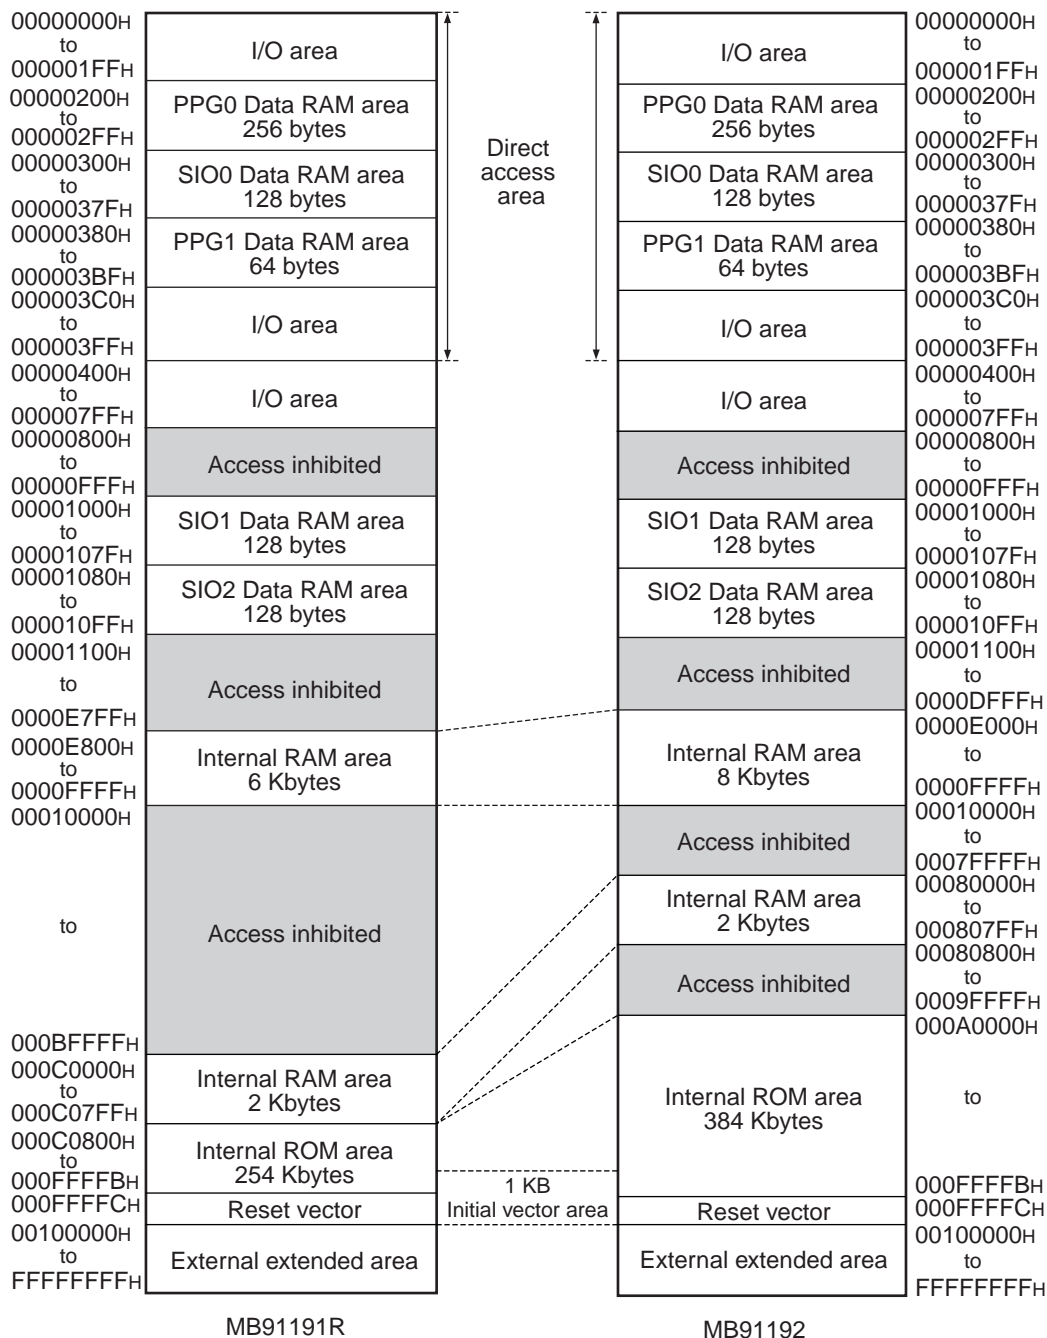 00000000H
to
000001FFH
I/O area
00000200H
to
000002FFH
PPG0 Data RAM area
256 bytes
00000300H
to
0000037FH
SIO0 Data RAM area
128 bytes
00000380H
to
000003BFH
PPG1 Data RAM area
64 bytes
000003C0H
to
000003FFH
I/O area
00000400H
to
000007FFH
I/O area
00000800H
to
00000FFFH
Access inhibited
00001000H
to
0000107FH
SIO1 Data RAM area
128 bytes
00001080H
to
000010FFH
SIO2 Data RAM area
128 bytes
00001100H
to
0000E7FFH
Access inhibited
0000E800H
to
0000FFFFH
Internal RAM area
6 Kbytes
00010000H
to
000BFFFFH
Access inhibited
000C0000H
to
000C07FFH
Internal RAM area
2 Kbytes
000C0800H
to
000FFFFBH
Internal ROM area
254 Kbytes
000FFFFCH
Reset vector
00100000H
to
FFFFFFFFH
External extended area
MB91191R
Direct
access
area
1 KB
Initial vector area
I/O area
00000000H
to
000001FFH
PPG0 Data RAM area
256 bytes
00000200H
to
000002FFH
SIO0 Data RAM area
128 bytes
00000300H
to
0000037FH
PPG1 Data RAM area
64 bytes
00000380H
to
000003BFH
I/O area
000003C0H
to
000003FFH
I/O area
00000400H
to
000007FFH
Access inhibited
00000800H
to
00000FFFH
SIO1 Data RAM area
128 bytes
00001000H
to
0000107FH
SIO2 Data RAM area
128 bytes
00001080H
to
000010FFH
Access inhibited
00001100H
to
0000DFFFH
Internal RAM area
8 Kbytes
0000E000H
to
0000FFFFH
Access inhibited
00010000H
to
0007FFFFH
Internal RAM area
2 Kbytes
00080000H
to
000807FFH
Access inhibited
00080800H
to
0009FFFFH
Internal ROM area
384 Kbytes
000A0000H
to
000FFFFBH
Reset vector
000FFFFCH
External extended area
00100000H
to
FFFFFFFFH
MB91192